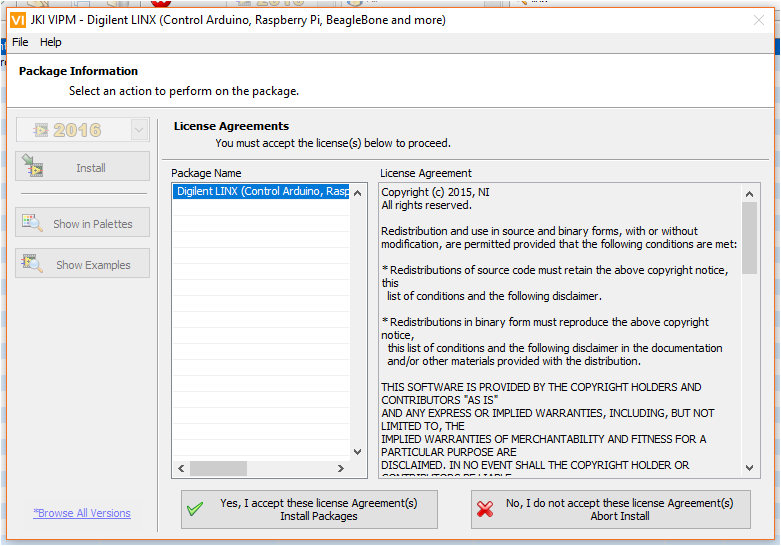 VI JKI VIPM - Digilent LINX (Control Arduino, Raspberry Pi, BeagleBone and more)
File Help
Package Information
Select an action to perform on the package.
2016
Install
Show in Palettes
Show Examples
*Browse All Versions
License Agreements
You must accept the license(s) below to proceed.
Package Name
Digilent LINX (Control Arduino, Rasp
License Agreement
Copyright (c) 2015, NI
All rights reserved.
Redistribution and use in source and binary forms, with or without
modification, are permitted provided that the following conditions are met:
* Redistributions of source code must retain the above copyright notice,
this
list of conditions and the following disclaimer.
* Redistributions in binary form must reproduce the above copyright
notice,
this list of conditions and the following disclaimer in the documentation
and/or other materials provided with the distribution.
THIS SOFTWARE IS PROVIDED BY THE COPYRIGHT HOLDERS AND
CONTRIBUTORS "AS IS"
AND ANY EXPRESS OR IMPLIED WARRANTIES, INCLUDING, BUT NOT
LIMITED TO, THE
IMPLIED WARRANTIES OF MERCHANTABILITY AND FITNESS FOR A
PARTICULAR PURPOSE ARE
DISCLAIMED. IN NO EVENT SHALL THE COPYRIGHT HOLDER OR
CONTRIBUTORS BE LIABLE
Yes, I accept these license Agreement(s)
Install Packages
No, I do not accept these license Agreement(s)
Abort Install